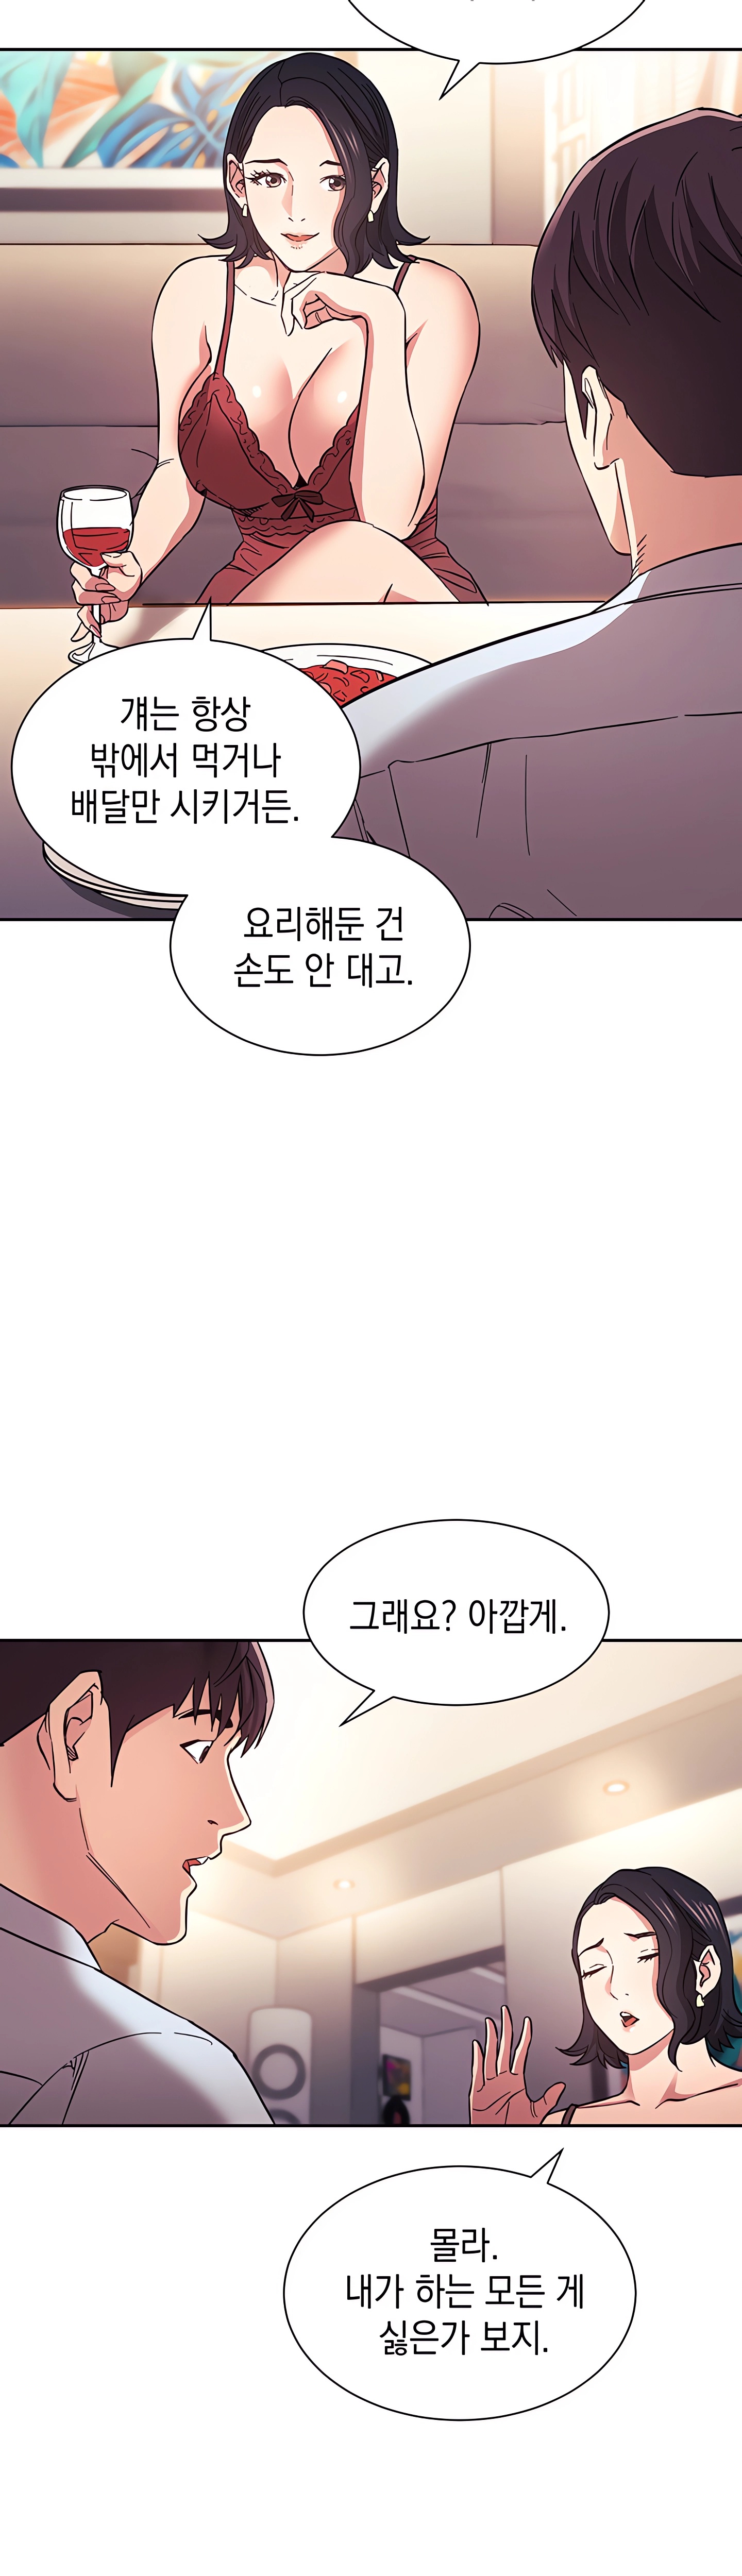 걔는 항상
밖에서 먹거나
배달만 시키거든.
요리해둔 건
손도 안 대고.
그래요? 아깝게.
몰라.
내가 하는 모든 게
싫은가 보지.